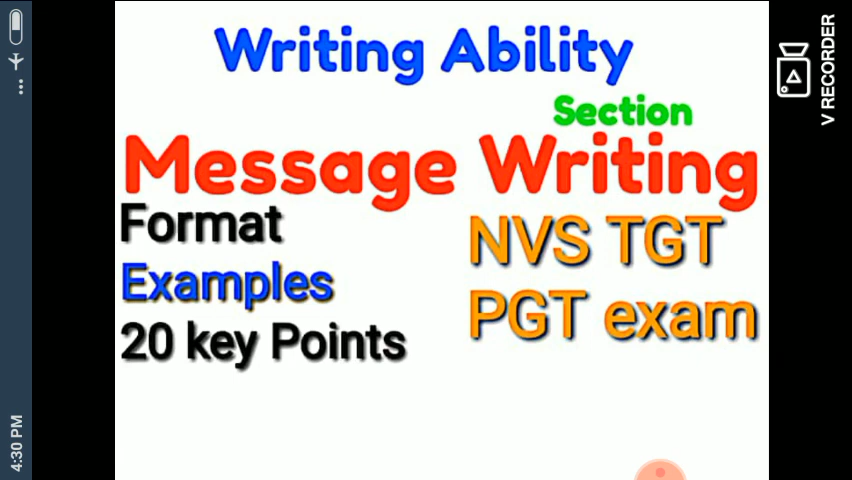 Writing Ability
Section
Message Writing
Format
Examples
20 key Points
NVS TGT
PGT exam
V RECORDER
4:30 PM